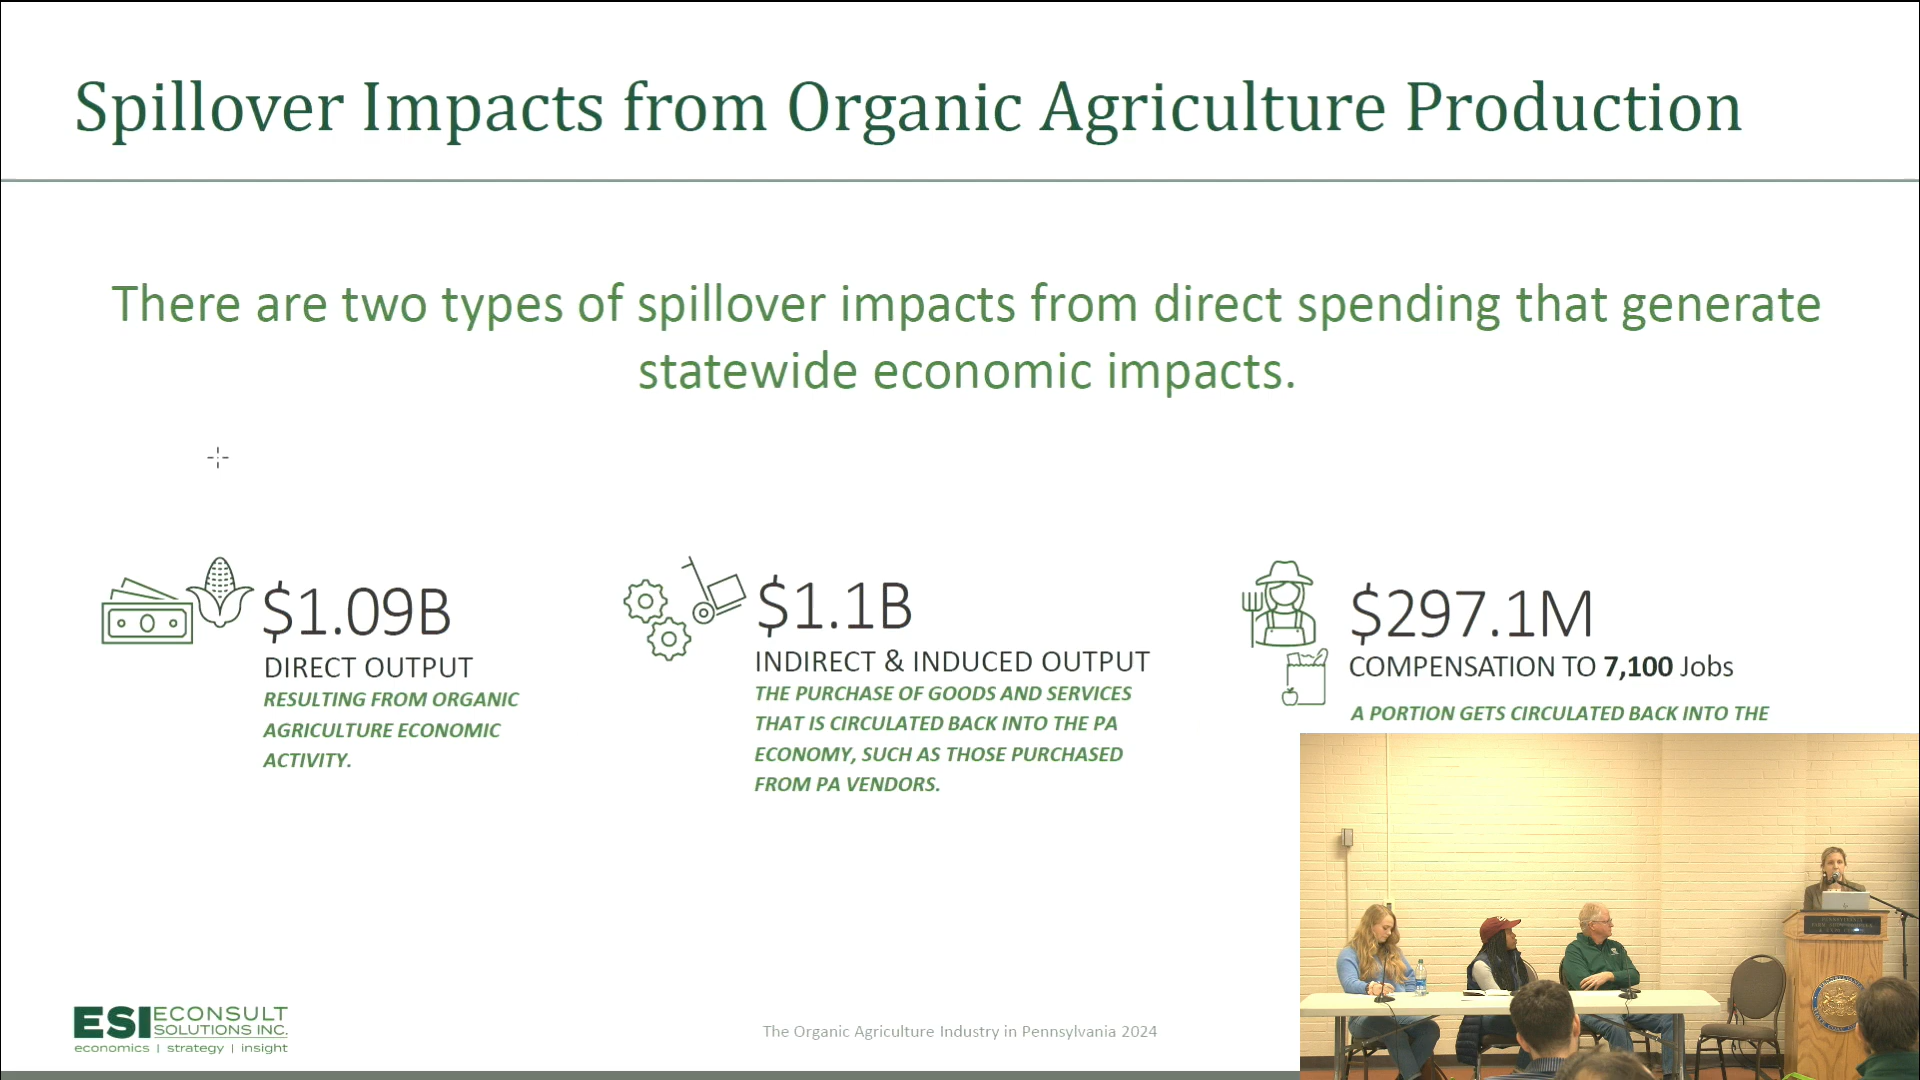 Spillover Impacts from Organic Agriculture Production
There are two types of spillover impacts from direct spending that generate
statewide economic impacts.
$1.09B
DIRECT OUTPUT
RESULTING FROM ORGANIC
AGRICULTURE ECONOMIC
ACTIVITY.
$1.1B
INDIRECT & INDUCED OUTPUT
THE PURCHASE OF GOODS AND SERVICES
THAT IS CIRCULATED BACK INTO THE PA
ECONOMY, SUCH AS THOSE PURCHASED
FROM PA VENDORS.
$297.1M
COMPENSATION TO 7,100 Jobs
A PORTION GETS CIRCULATED BACK INTO THE
ESI ECONSULT
SOLUTIONS INC.
economics | strategy | insight
The Organic Agriculture Industry in Pennsylvania 2024